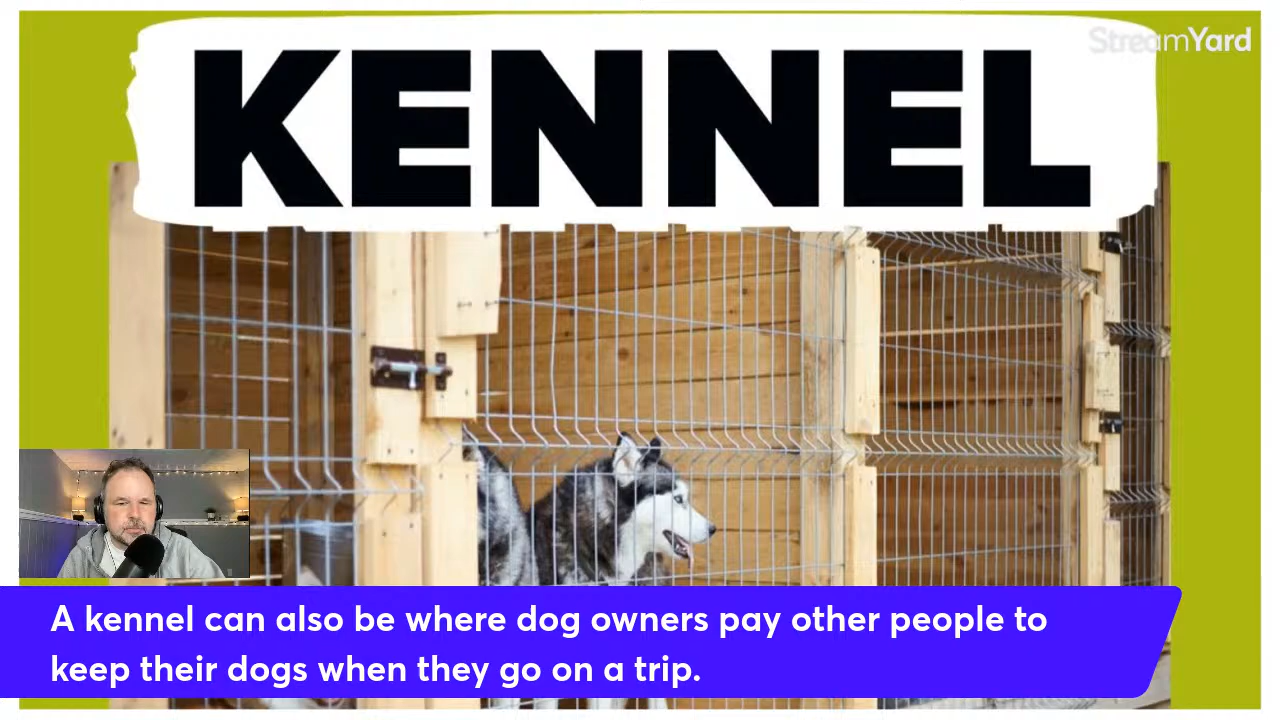 StreamYard
KENNEL
A kennel can also be where dog owners pay other people to
keep their dogs when they go on a trip.